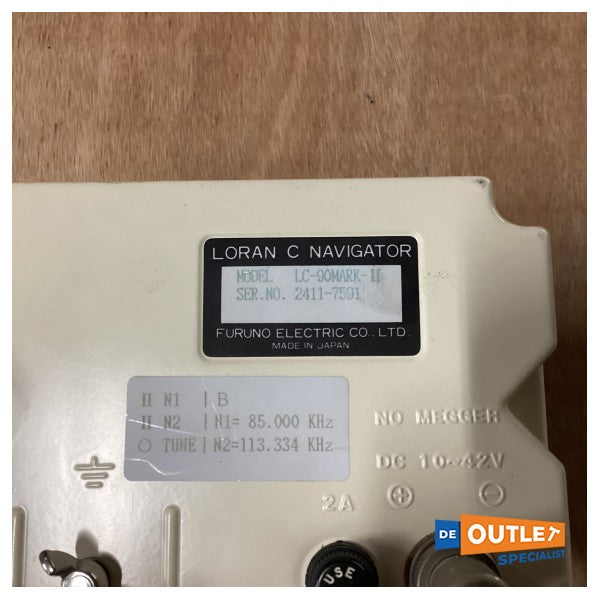 LORAN C NAVIGATOR
MODEL LC-90MARK-II
SER.NO. 2411-7591
FURUNO ELECTRIC CO., LTD.
MADE IN JAPAN
II N1 | B
II N2 | N1= 85.000 KHz
○ TUNE | N2=113.334 KHz
NO MEGGER
DC 10~42V
2A ⊕ ⊖
USE
DE OUTLET
SPECIALIST